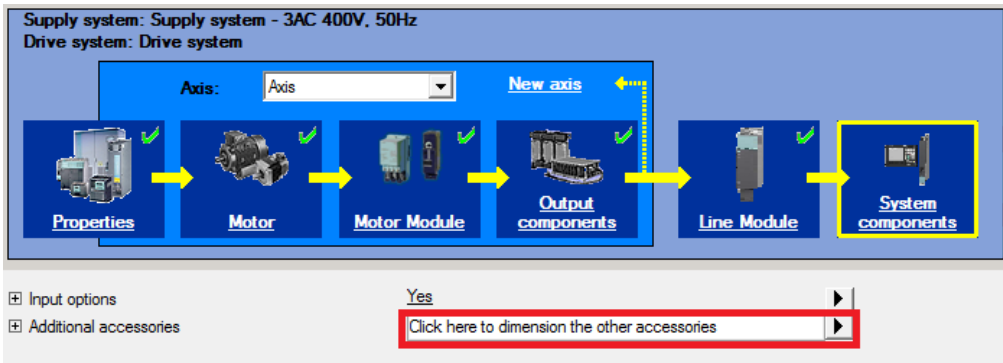 Supply system: Supply system - 3AC 400V, 50Hz
Drive system: Drive system
Axis: Axis New axis
Properties Motor Motor Module Output components Line Module System components
Input options Yes
Additional accessories Click here to dimension the other accessories